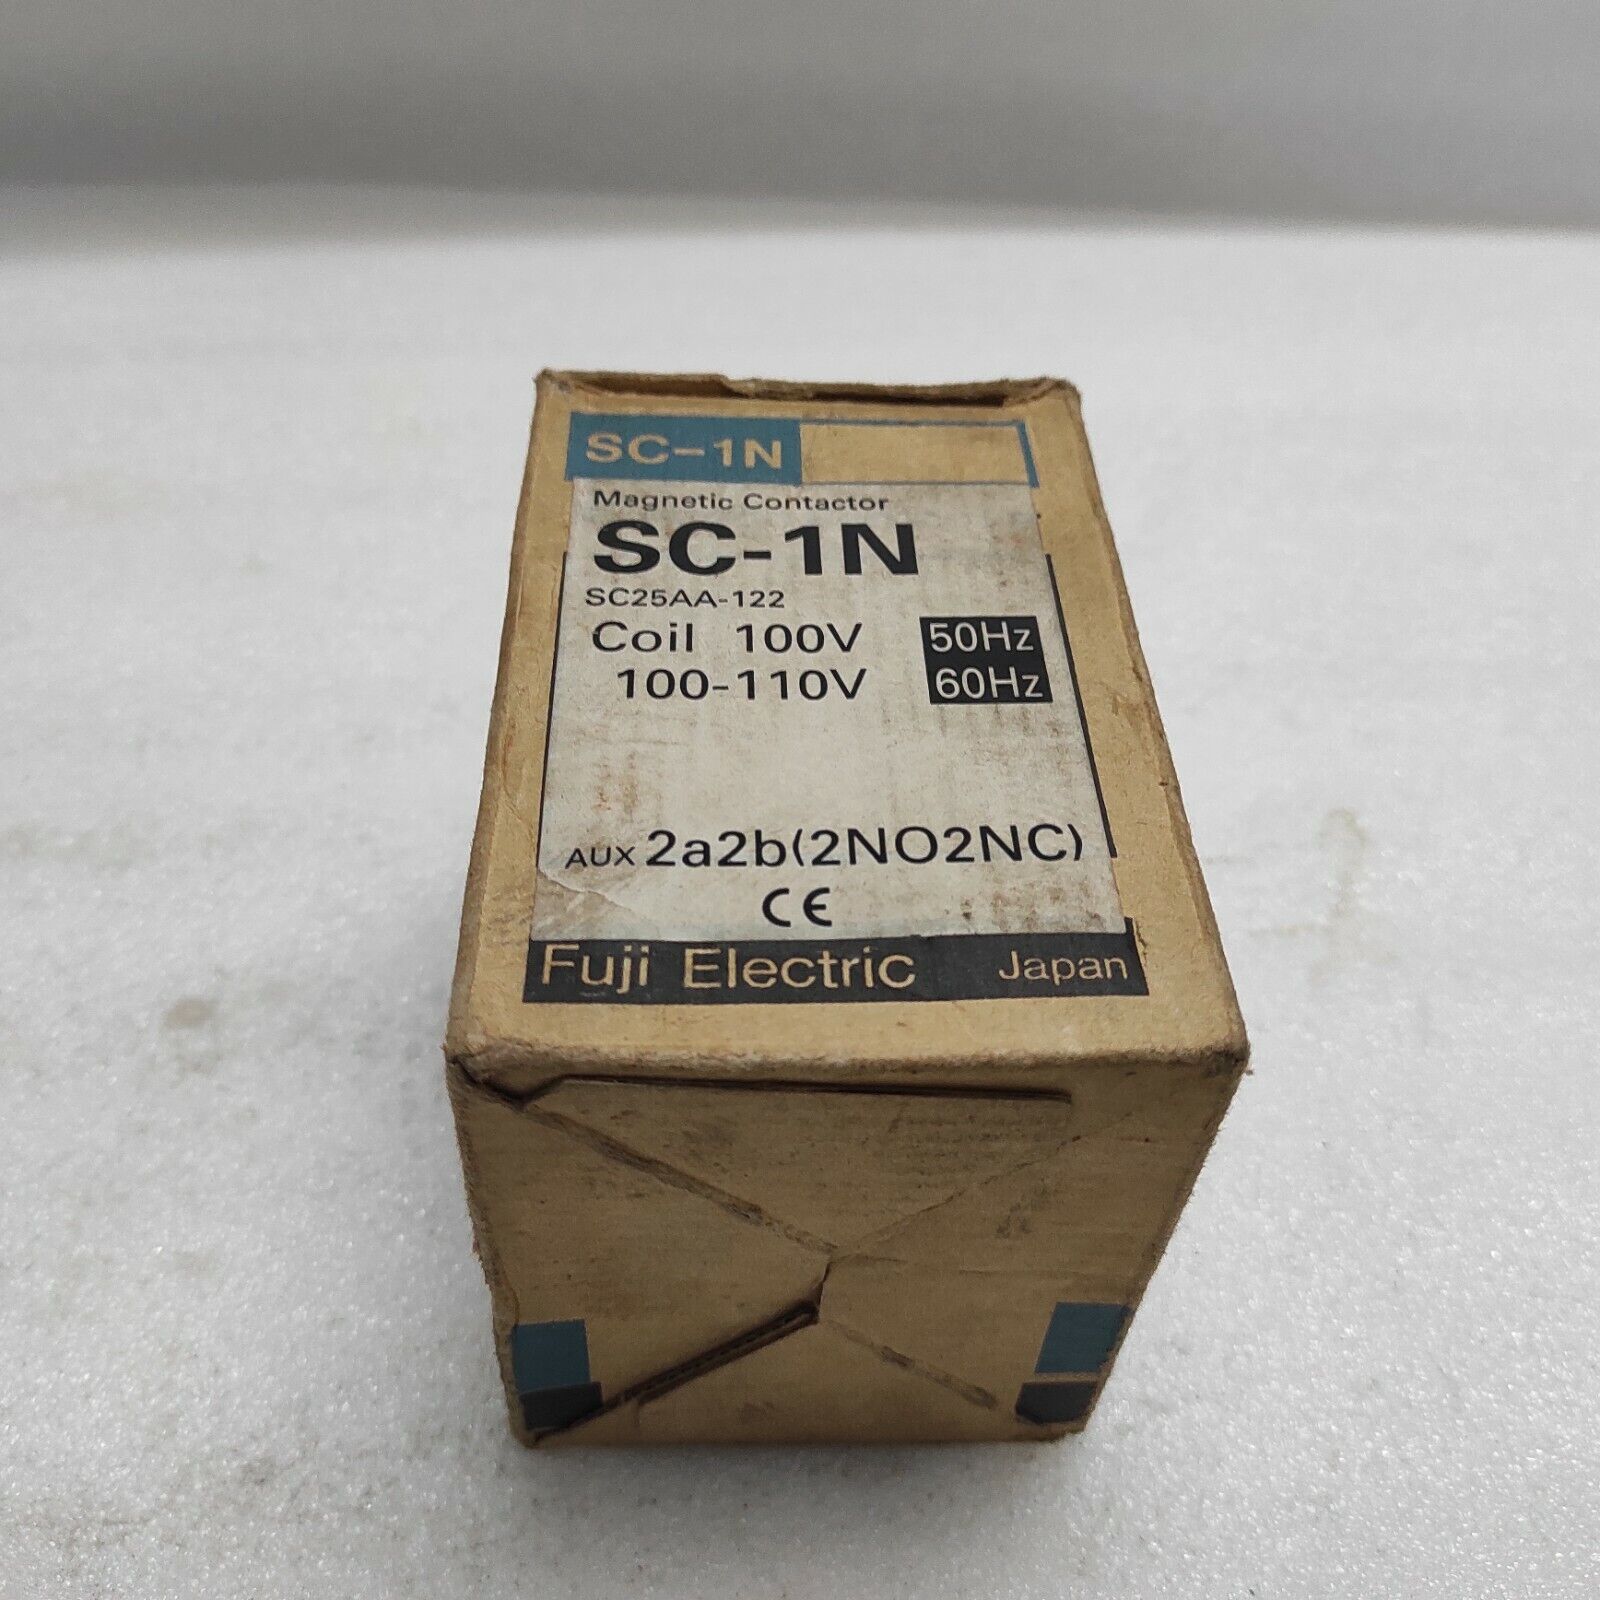 SC-1N
Magnetic Contactor
SC-1N
SC25AA-122
Coil 100V 50Hz
100-110V 60Hz
AUX 2a2b(2NO2NC)
CE
Fuji Electric Japan